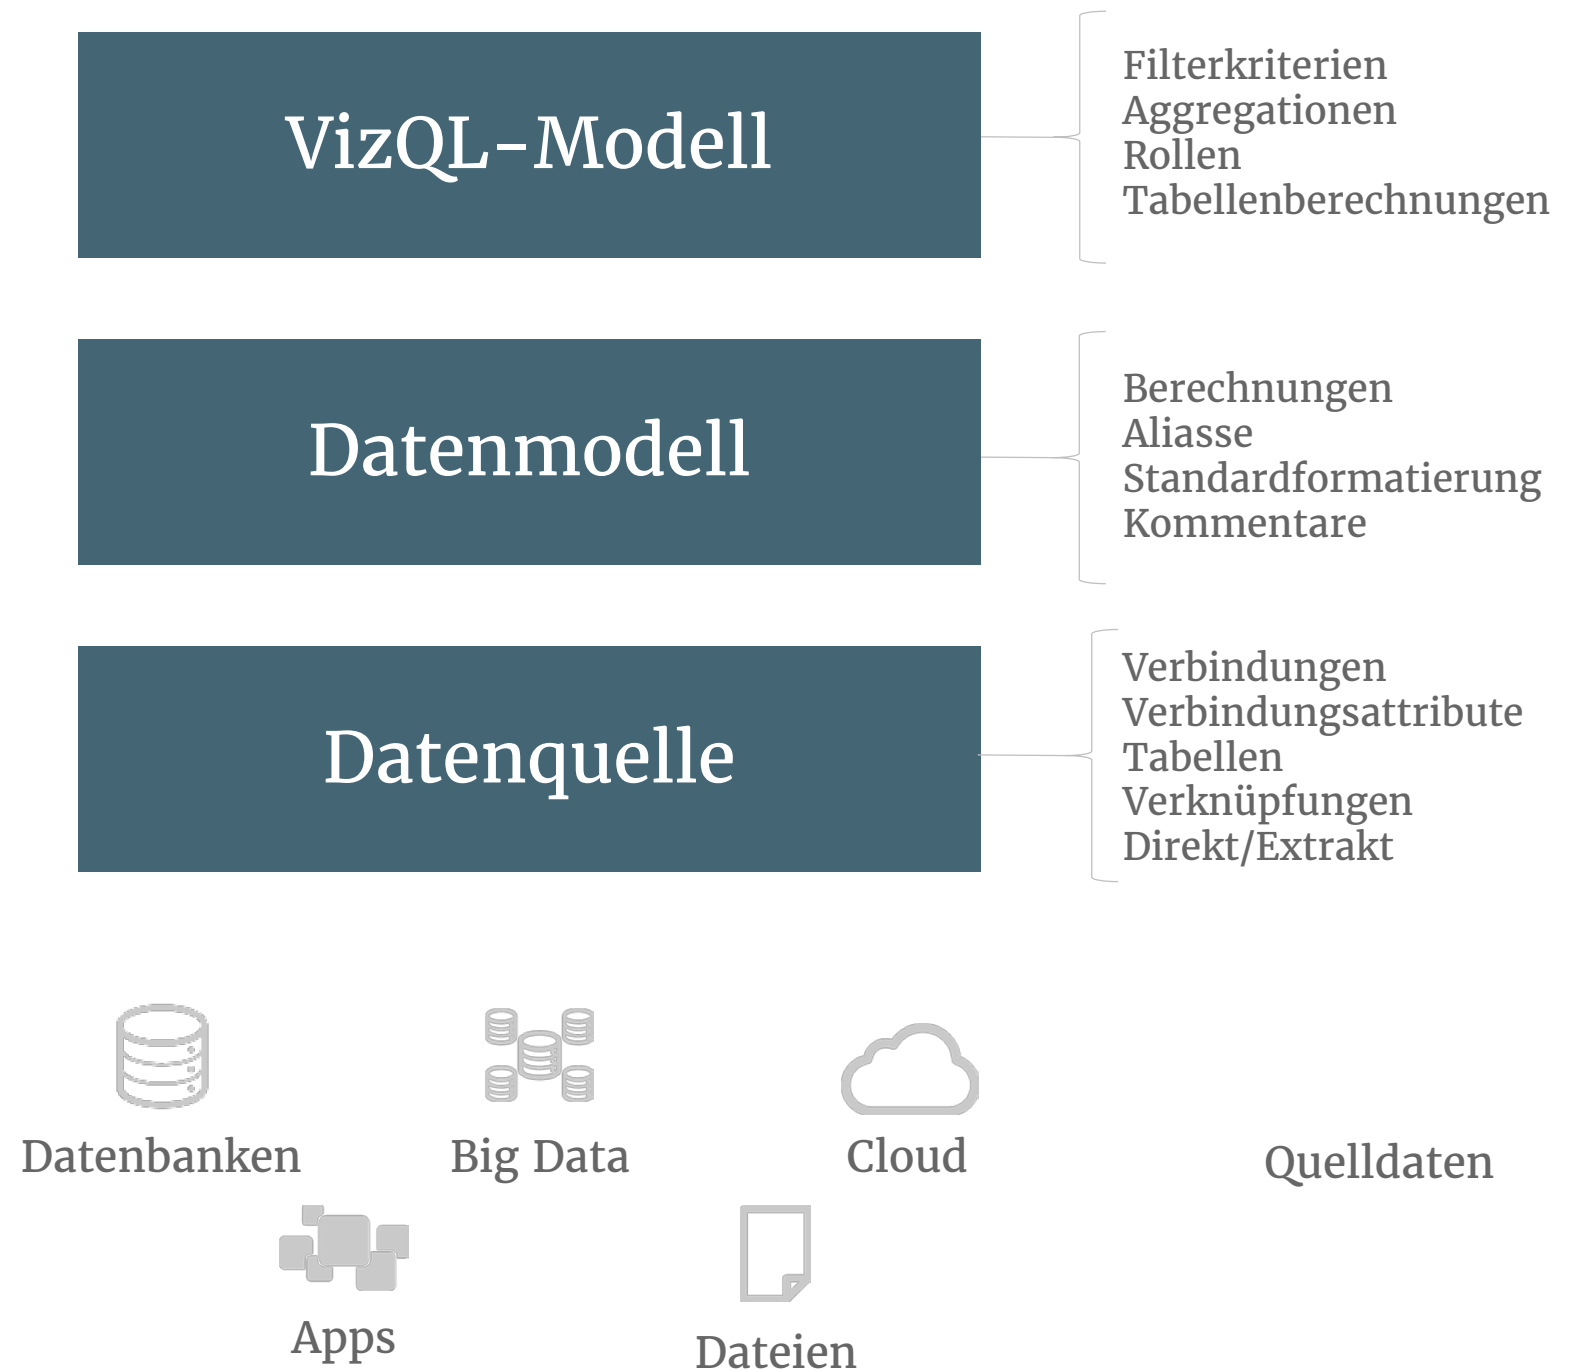 VizQL-Modell
Filterkriterien
Aggregationen
Rollen
Tabellenberechnungen
Datenmodell
Berechnungen
Aliasse
Standardformatierung
Kommentare
Datenquelle
Verbindungen
Verbindungsattribute
Tabellen
Verknüpfungen
Direkt/Extrakt
Datenbanken
Big Data
Cloud
Quelldaten
Apps
Dateien